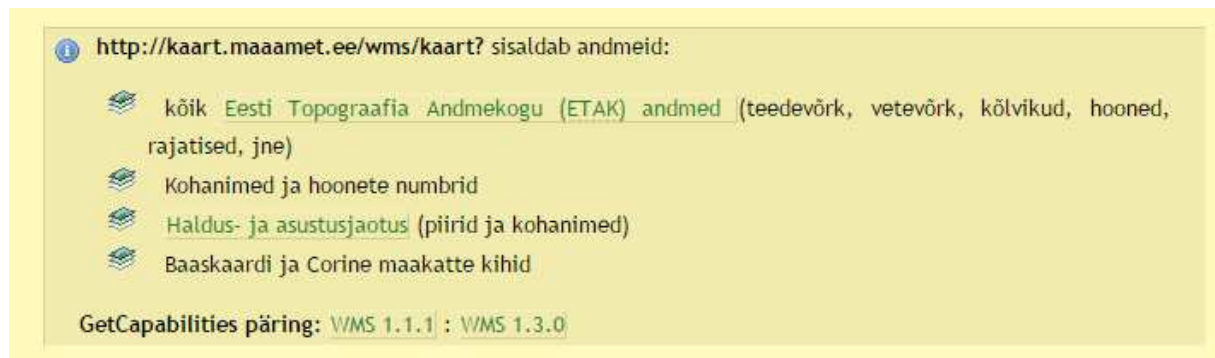 http://kaart.maaamet.ee/wms/kaart? sisaldab andmeid:
kõik Eesti Topograafia Andmekogu (ETAK) andmed (teedevõrk, vetevõrk, kõlvikud, hooned,
rajatised, jne)
Kohanimed ja hoonete numbrid
Haldus- ja asustusjaotus (piirid ja kohanimed)
Baaskaardi ja Corine maakatte kihid
GetCapabilities päring: WMS 1.1.1 : WMS 1.3.0